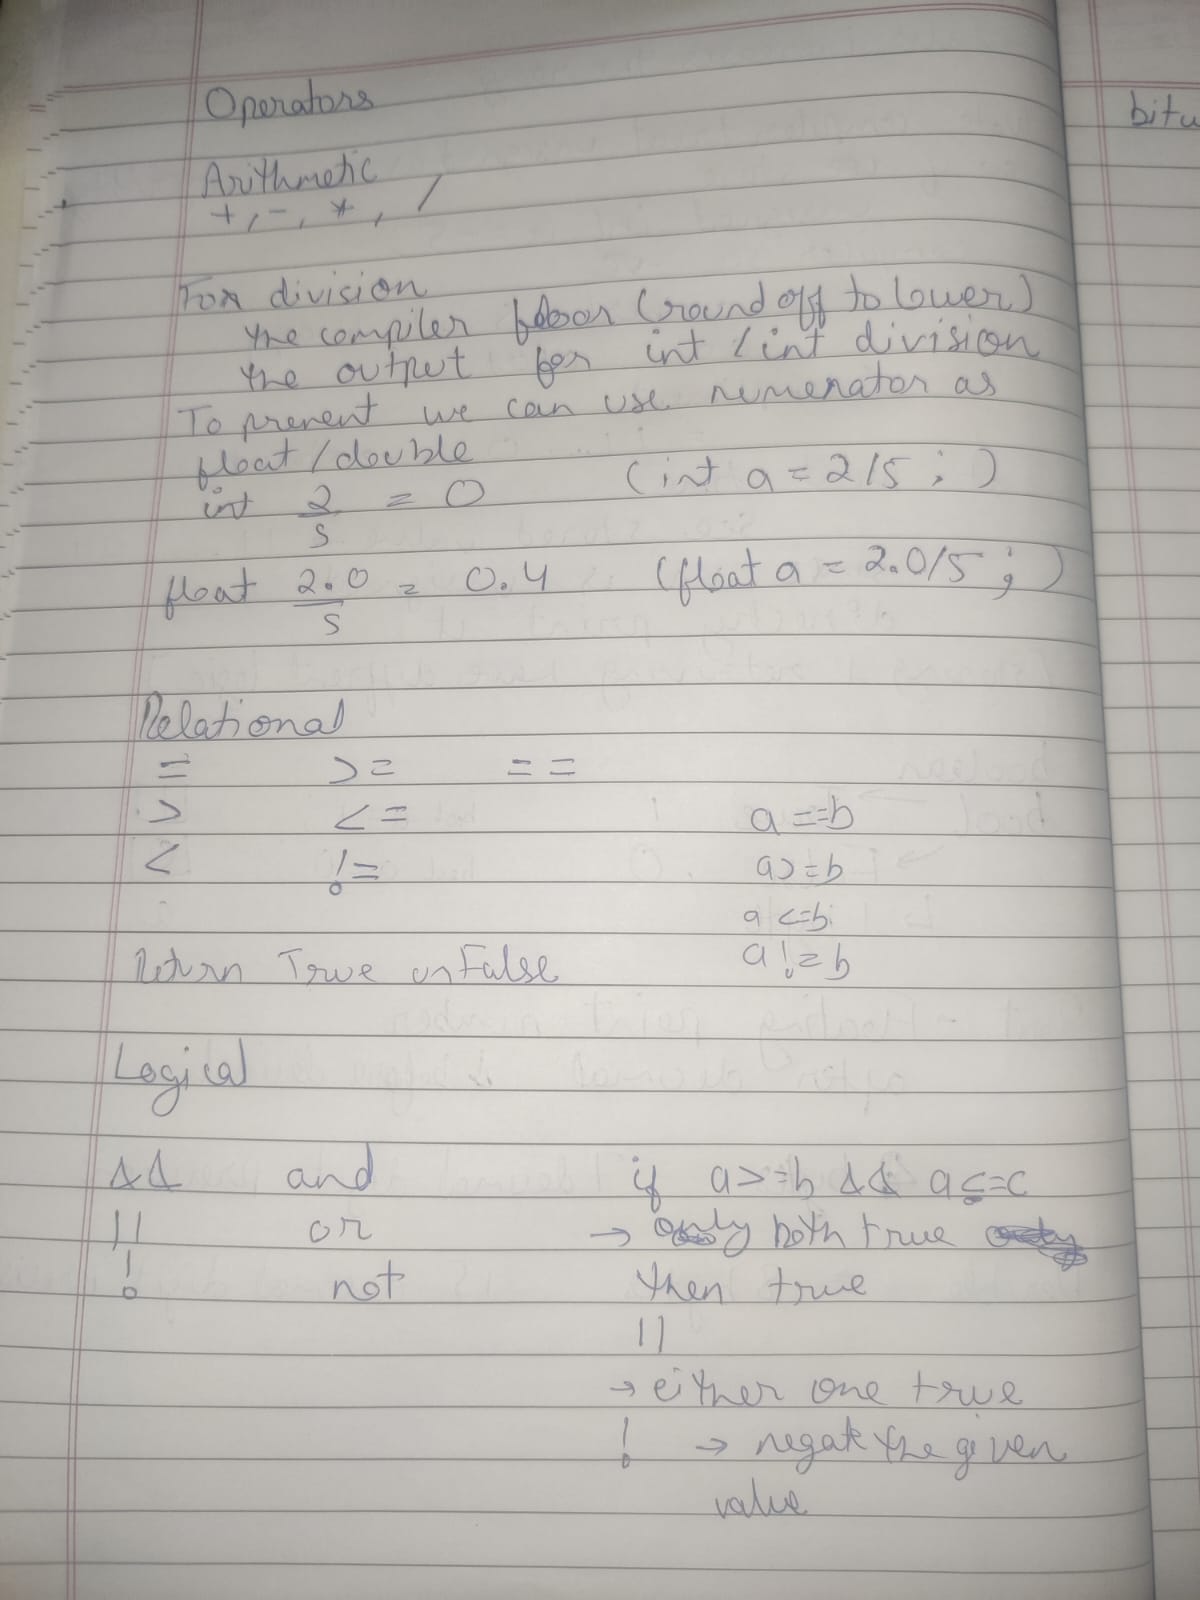 Operators
bitw
Arithmetic
+, -, *, /
For division
the compiler floor (round off to lower)
the output for int / int division
To prevent we can use numerator as
float / double
int 2/5 = 0 (int a = 2/5 ; )
float 2.0/5 = 0.4 (float a = 2.0/5 ; )
Relational
= >= ==
> <= a == b
< != a >= b
a <= b
Return True or False a != b
Logical
&& and if a >= b && a <= c
|| or → only both true
! not then true
||
→ either one true
! → negate the given
value